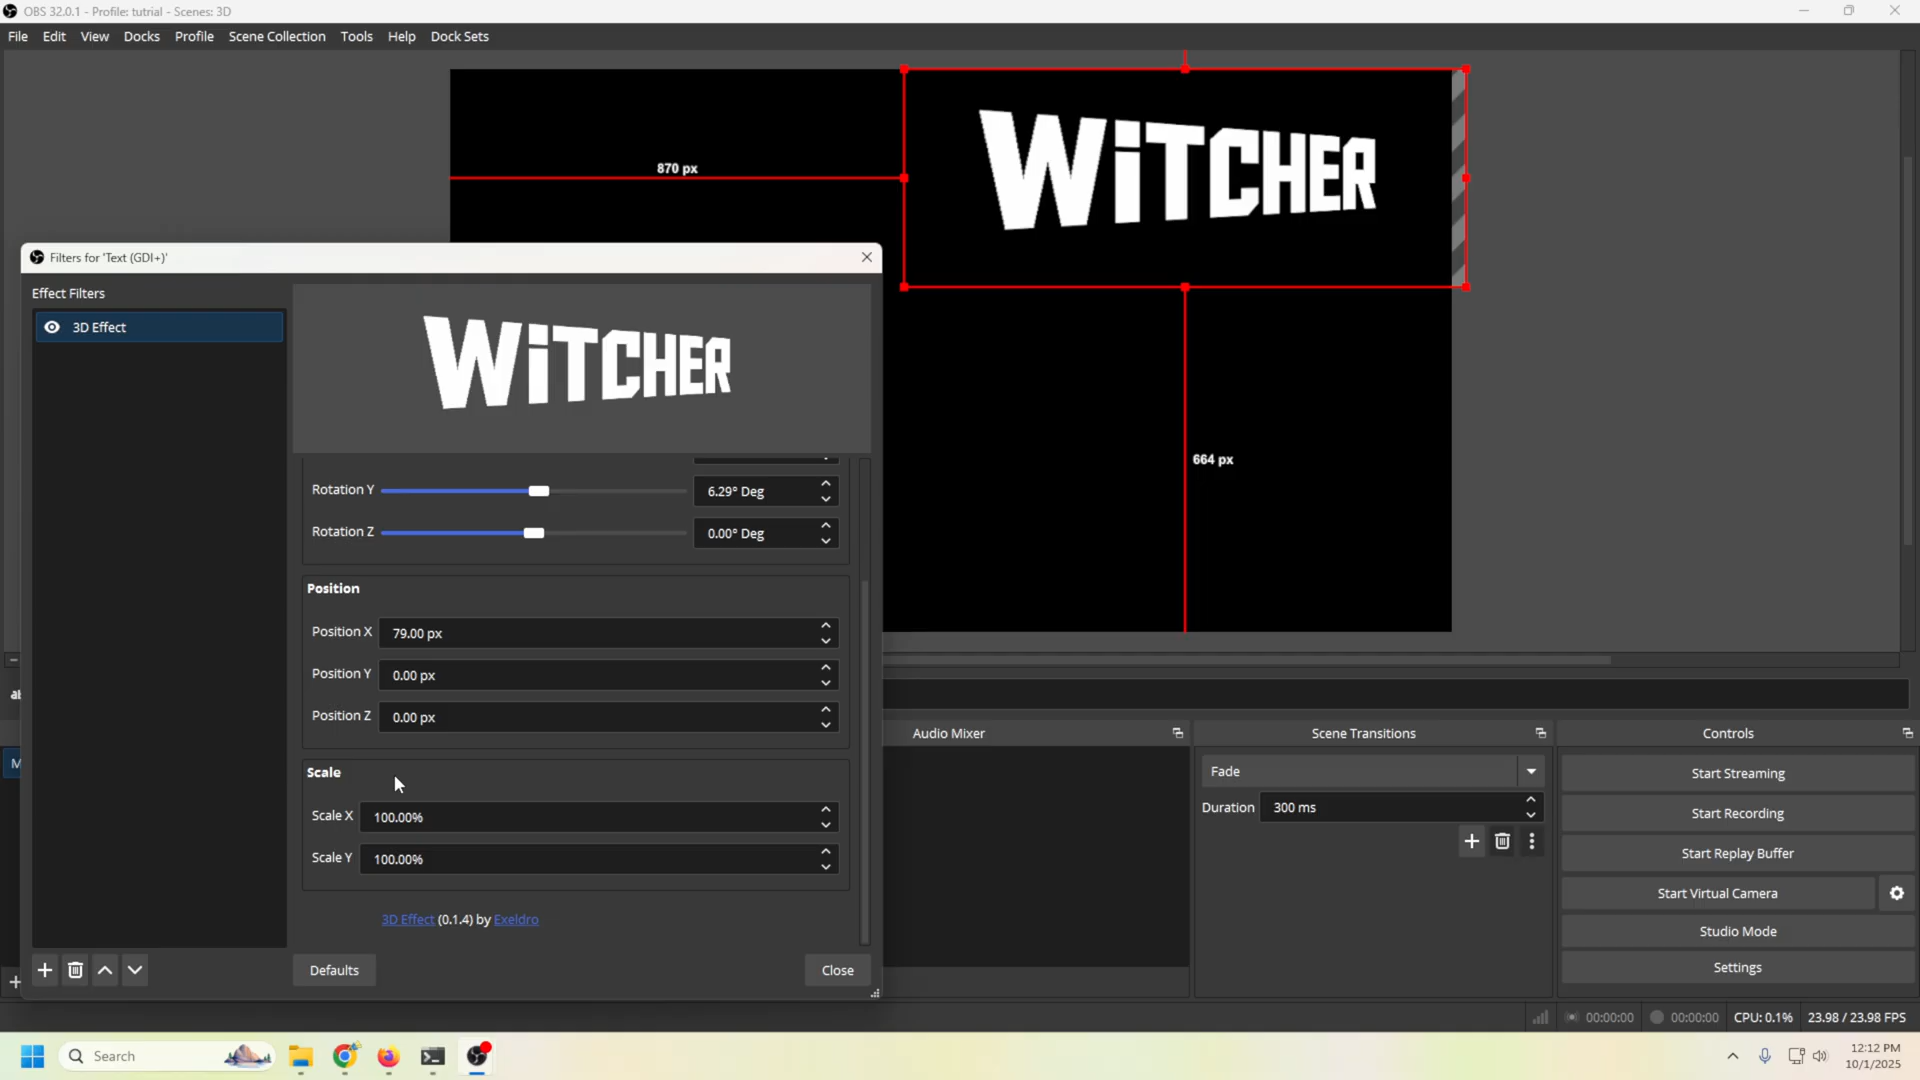 OBS 32.0.1 - Profile: tutrial - Scenes: 3D
File Edit View Docks Profile Scene Collection Tools Help Dock Sets
870 px
WiTCHER
664 px
Filters for 'Text (GDI+)'
Effect Filters
3D Effect
WiTCHER
Rotation Y 6.29° Deg
Rotation Z 0.00° Deg
Position
Position X 79.00 px
Position Y 0.00 px
Position Z 0.00 px
Scale
Scale X 100.00%
Scale Y 100.00%
3D Effect (0.1.4) by Exeldro
Defaults Close
Audio Mixer
Scene Transitions
Fade
Duration 300 ms
Controls
Start Streaming
Start Recording
Start Replay Buffer
Start Virtual Camera
Studio Mode
Settings
00:00:00 00:00:00 CPU: 0.1% 23.98 / 23.98 FPS
Search
12:12 PM
10/1/2025